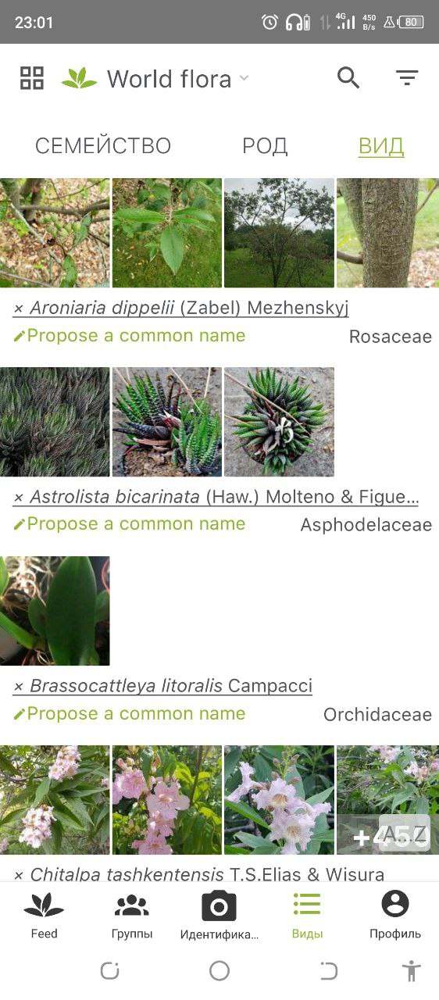 23:01
4G 450 B/s 80
World flora
СЕМЕЙСТВО РОД ВИД
× Aroniaria dippelii (Zabel) Mezhenskyj
Propose a common name Rosaceae
× Astrolista bicarinata (Haw.) Molteno & Figue...
Propose a common name Asphodelaceae
× Brassocattleya litoralis Campacci
Propose a common name Orchidaceae
+450 A...Z
× Chitalpa tashkentensis T.S.Elias & Wisura
Feed Группы Идентифика... Виды Профиль